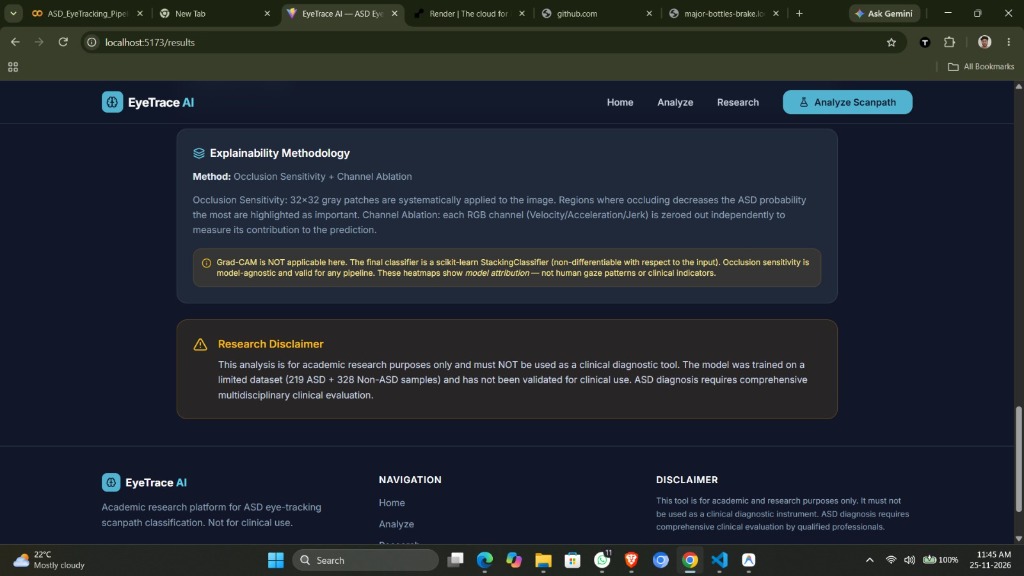 ASD_EyeTracking_Pipel
New Tab
EyeTrace AI — ASD Eye
Render | The cloud for
github.com
major-bottles-brake.lo
Ask Gemini
localhost:5173/results
All Bookmarks
EyeTrace AI
Home
Analyze
Research
Analyze Scanpath
Explainability Methodology
Method: Occlusion Sensitivity + Channel Ablation
Occlusion Sensitivity: 32×32 gray patches are systematically applied to the image. Regions where occluding decreases the ASD probability
the most are highlighted as important. Channel Ablation: each RGB channel (Velocity/Acceleration/Jerk) is zeroed out independently to
measure its contribution to the prediction.
Grad-CAM is NOT applicable here. The final classifier is a scikit-learn StackingClassifier (non-differentiable with respect to the input). Occlusion sensitivity is
model-agnostic and valid for any pipeline. These heatmaps show model attribution — not human gaze patterns or clinical indicators.
Research Disclaimer
This analysis is for academic research purposes only and must NOT be used as a clinical diagnostic tool. The model was trained on a
limited dataset (219 ASD + 328 Non-ASD samples) and has not been validated for clinical use. ASD diagnosis requires comprehensive
multidisciplinary clinical evaluation.
EyeTrace AI
Academic research platform for ASD eye-tracking
scanpath classification. Not for clinical use.
NAVIGATION
Home
Analyze
Research
DISCLAIMER
This tool is for academic and research purposes only. It must not
be used as a clinical diagnostic instrument. ASD diagnosis requires
comprehensive clinical evaluation by qualified professionals.
22°C
Mostly cloudy
Search
11
100%
11:45 AM
25-11-2026